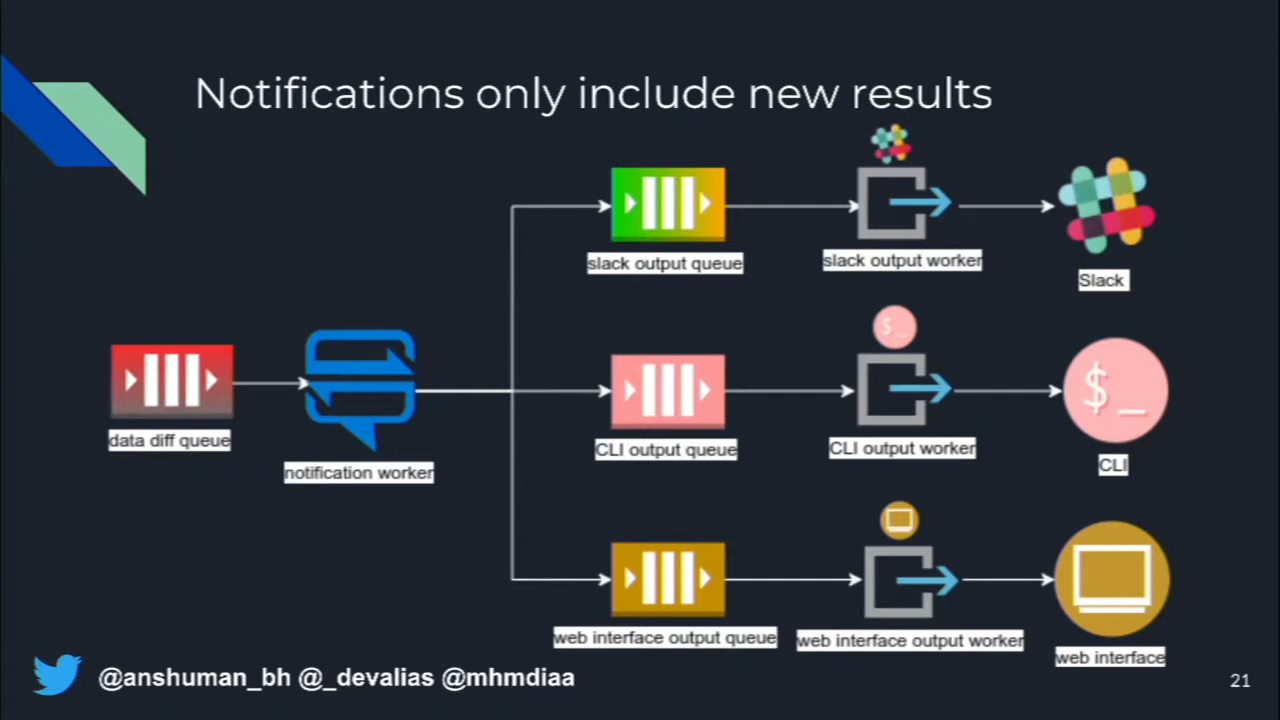 Notifications only include new results
slack output queue
slack output worker
Slack
$_
data diff queue
notification worker
CLI output queue
CLI output worker
$_
CLI
web interface output queue
web interface output worker
web interface
@anshuman_bh @_devalias @mhmdiaa
21